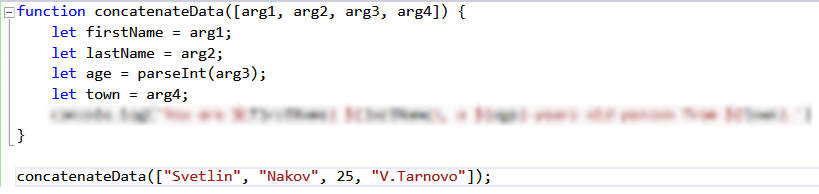 function concatenateData([arg1, arg2, arg3, arg4]) {
let firstName = arg1;
let lastName = arg2;
let age = parseInt(arg3);
let town = arg4;
}
concatenateData(["Svetlin", "Nakov", 25, "V.Tarnovo"]);